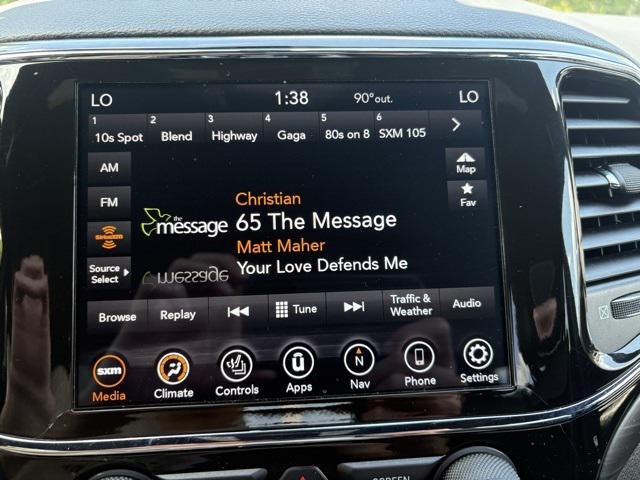 LO 1:38 90°out. LO
1 2 3 4 5 6
10s Spot Blend Highway Gaga 80s on 8 SXM 105
AM
Map
FM
Fav
Christian
the message 65 The Message
Matt Maher
Your Love Defends Me
SiriusXM
Source
Select
Browse Replay Tune Traffic & Weather Audio
sxm
Media Climate Controls Apps N Nav Phone Settings
SCREEN